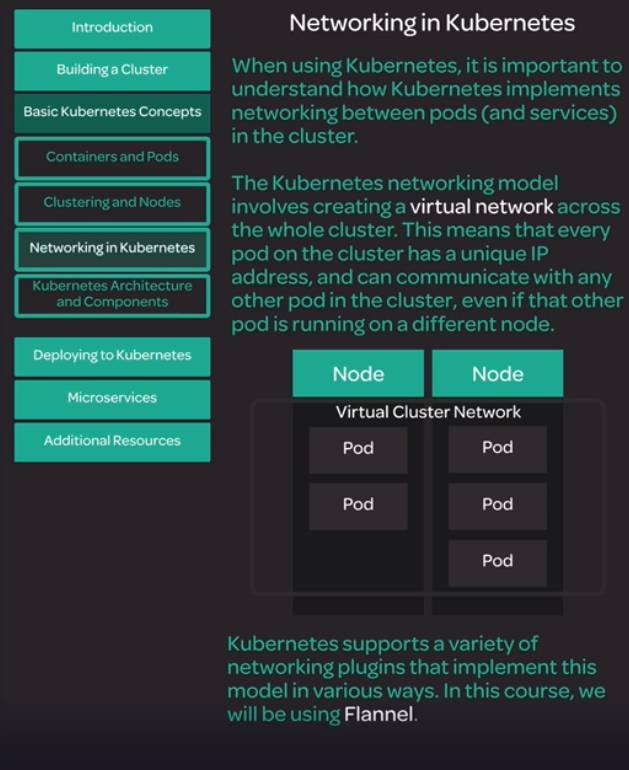 Introduction
Building a Cluster
Basic Kubernetes Concepts
Containers and Pods
Clustering and Nodes
Networking in Kubernetes
Kubernetes Architecture
and Components
Deploying to Kubernetes
Microservices
Additional Resources
Networking in Kubernetes
When using Kubernetes, it is important to
understand how Kubernetes implements
networking between pods (and services)
in the cluster.
The Kubernetes networking model
involves creating a virtual network across
the whole cluster. This means that every
pod on the cluster has a unique IP
address, and can communicate with any
other pod in the cluster, even if that other
pod is running on a different node.
Node Node
Virtual Cluster Network
Pod Pod
Pod Pod
Pod
Kubernetes supports a variety of
networking plugins that implement this
model in various ways. In this course, we
will be using Flannel.